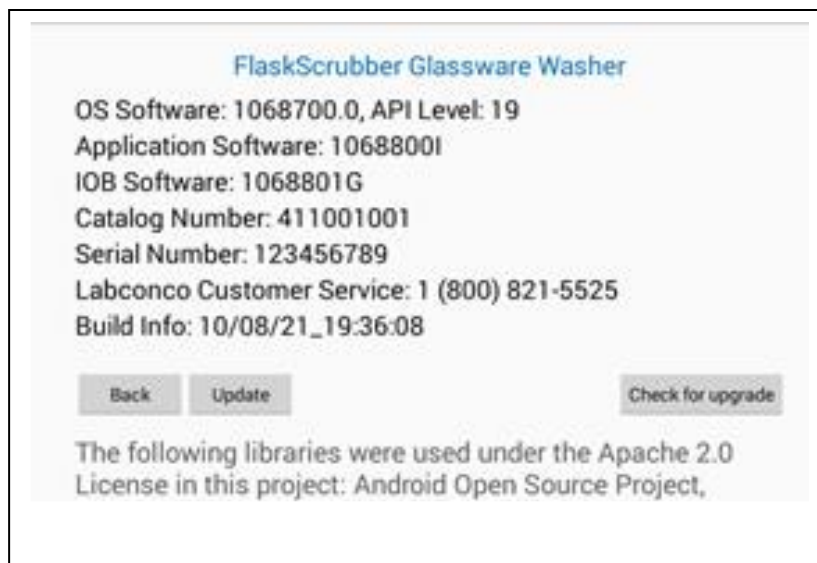 FlaskScrubber Glassware Washer
OS Software: 1068700.0, API Level: 19
Application Software: 1068800I
IOB Software: 1068801G
Catalog Number: 411001001
Serial Number: 123456789
Labconco Customer Service: 1 (800) 821-5525
Build Info: 10/08/21_19:36:08
Back Update Check for upgrade
The following libraries were used under the Apache 2.0
License in this project: Android Open Source Project,